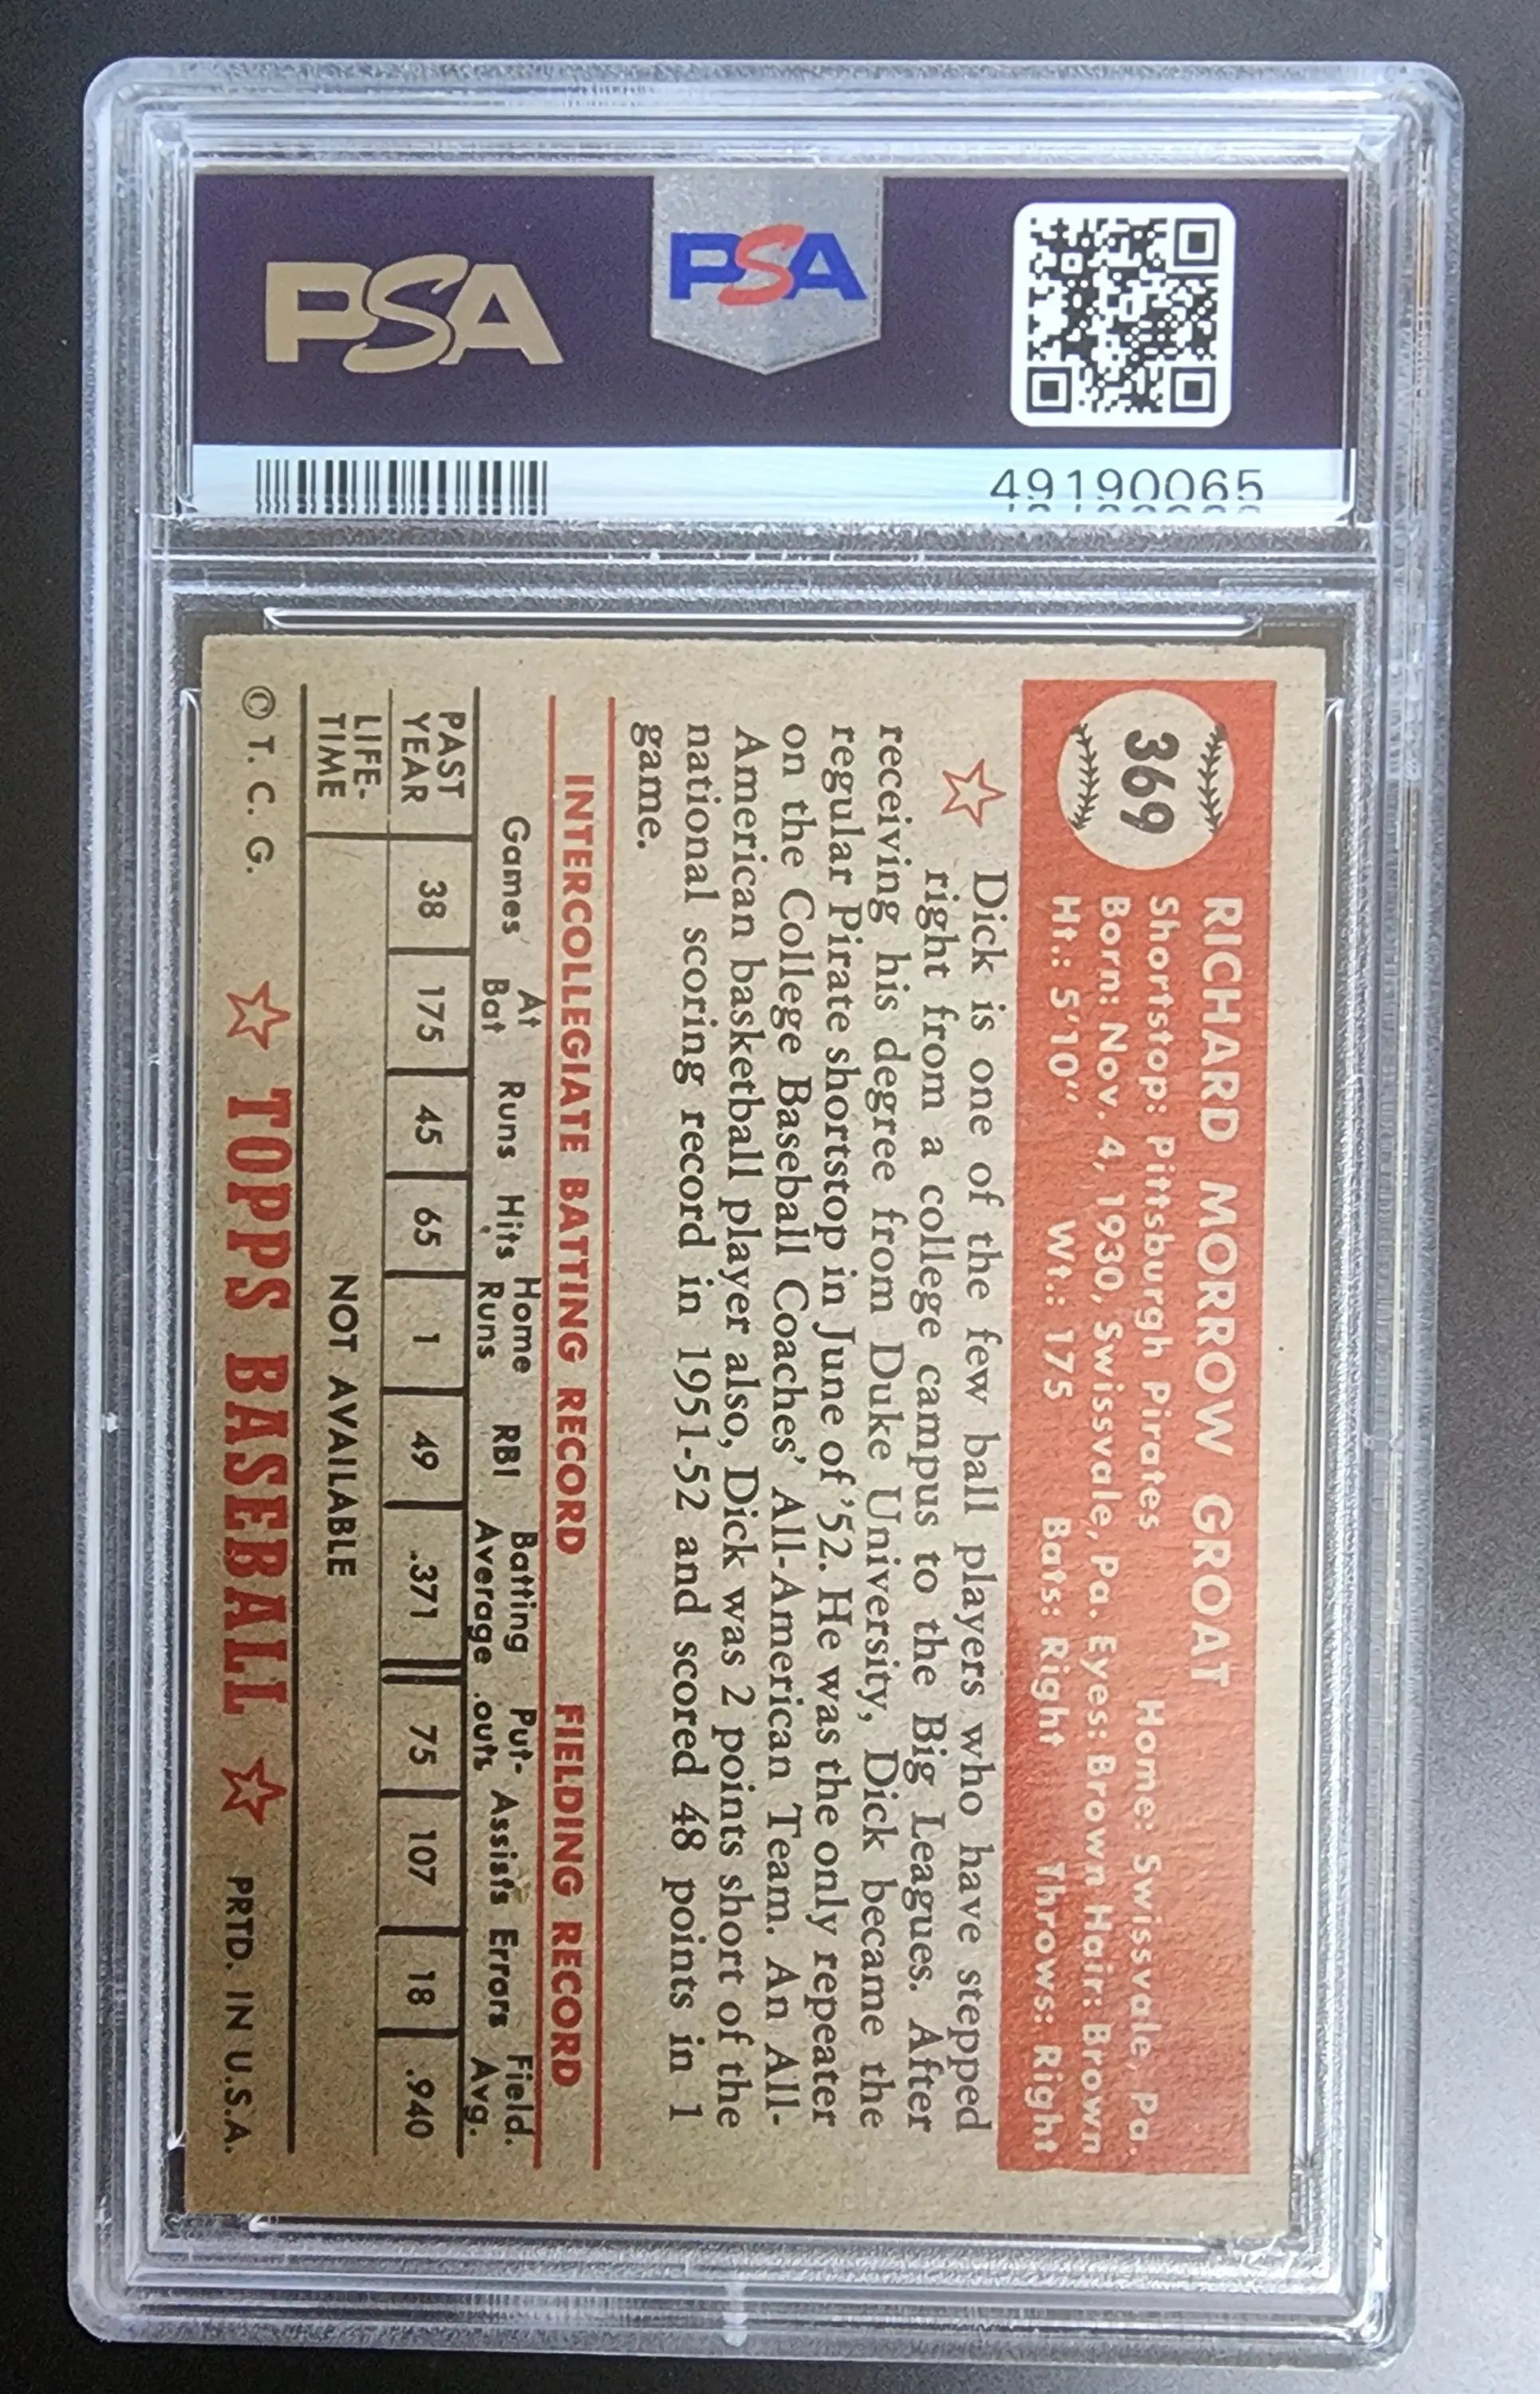 PSA
PSA
49190065
369
RICHARD MORROW GROAT
Shortstop: Pittsburgh Pirates Home: Swissvale, Pa.
Born: Nov. 4, 1930, Swissvale, Pa. Eyes: Brown Hair: Brown
Ht.: 5'10" Wt.: 175 Bats: Right Throws: Right
Dick is one of the few ball players who have stepped
right from a college campus to the Big Leagues. After
receiving his degree from Duke University, Dick became the
regular Pirate shortstop in June of '52. He was the only repeater
on the College Baseball Coaches' All-American Team. An All-
American basketball player also, Dick was 2 points short of the
national scoring record in 1951-52 and scored 48 points in 1
game.
INTERCOLLEGIATE BATTING RECORD FIELDING RECORD
Games At Bat Runs Hits Home Runs RBI Batting Average Put-outs Assists Errors Field. Avg.
PAST YEAR 38 175 45 65 1 49 .371 75 107 18 .940
LIFE-TIME NOT AVAILABLE
© T. C. G. TOPPS BASEBALL PRTD. IN U.S.A.